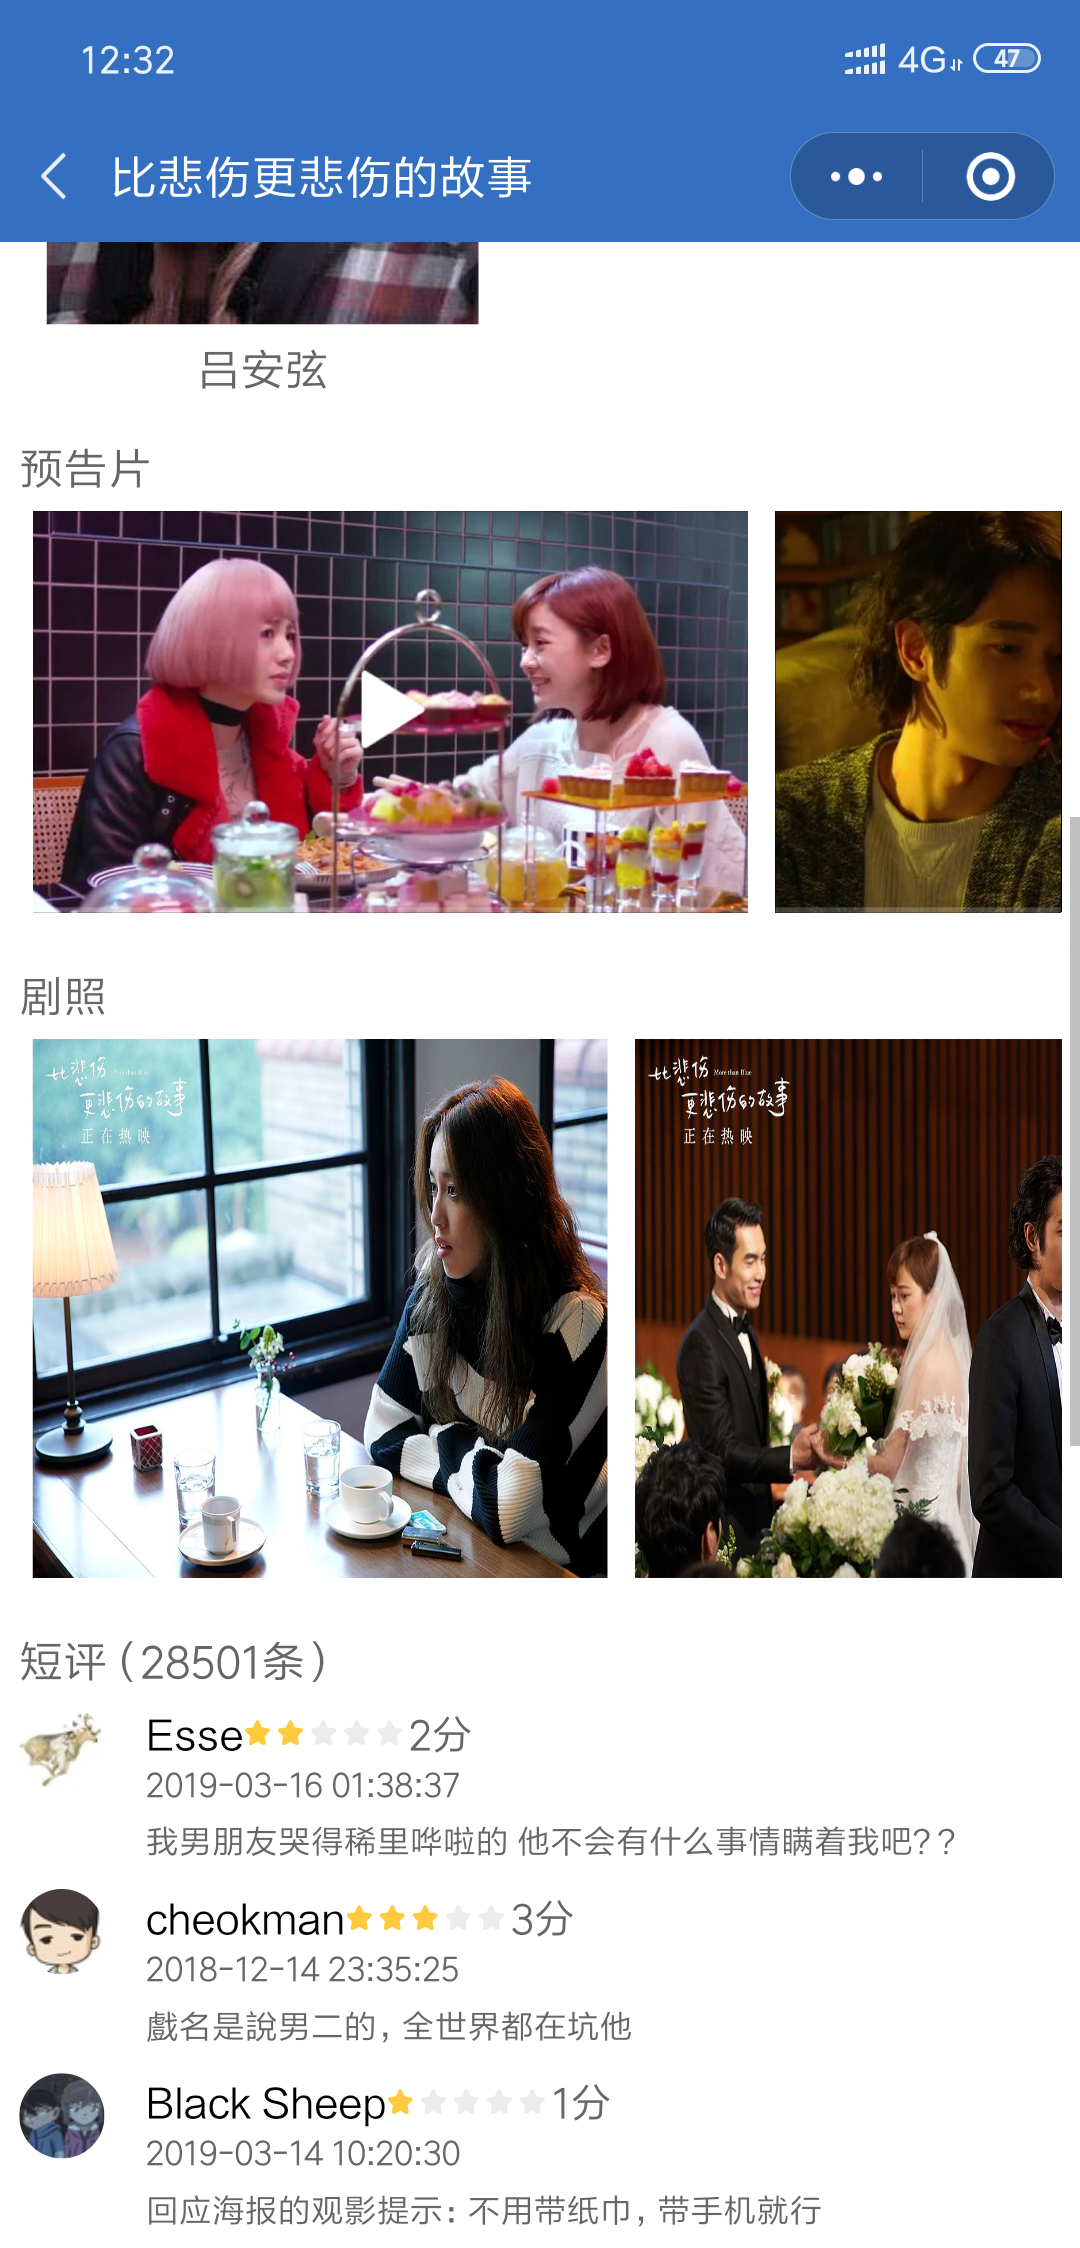 12:32
4G 47
比悲伤更悲伤的故事
吕安弦
预告片
剧照
比悲伤 More than Blue
更悲伤的故事
正在热映
比悲伤 More than Blue
更悲伤的故事
正在热映
短评（28501条）
Esse 2分
2019-03-16 01:38:37
我男朋友哭得稀里哗啦的 他不会有什么事情瞒着我吧? ?
cheokman 3分
2018-12-14 23:35:25
戲名是說男二的, 全世界都在坑他
Black Sheep 1分
2019-03-14 10:20:30
回应海报的观影提示: 不用带纸巾, 带手机就行